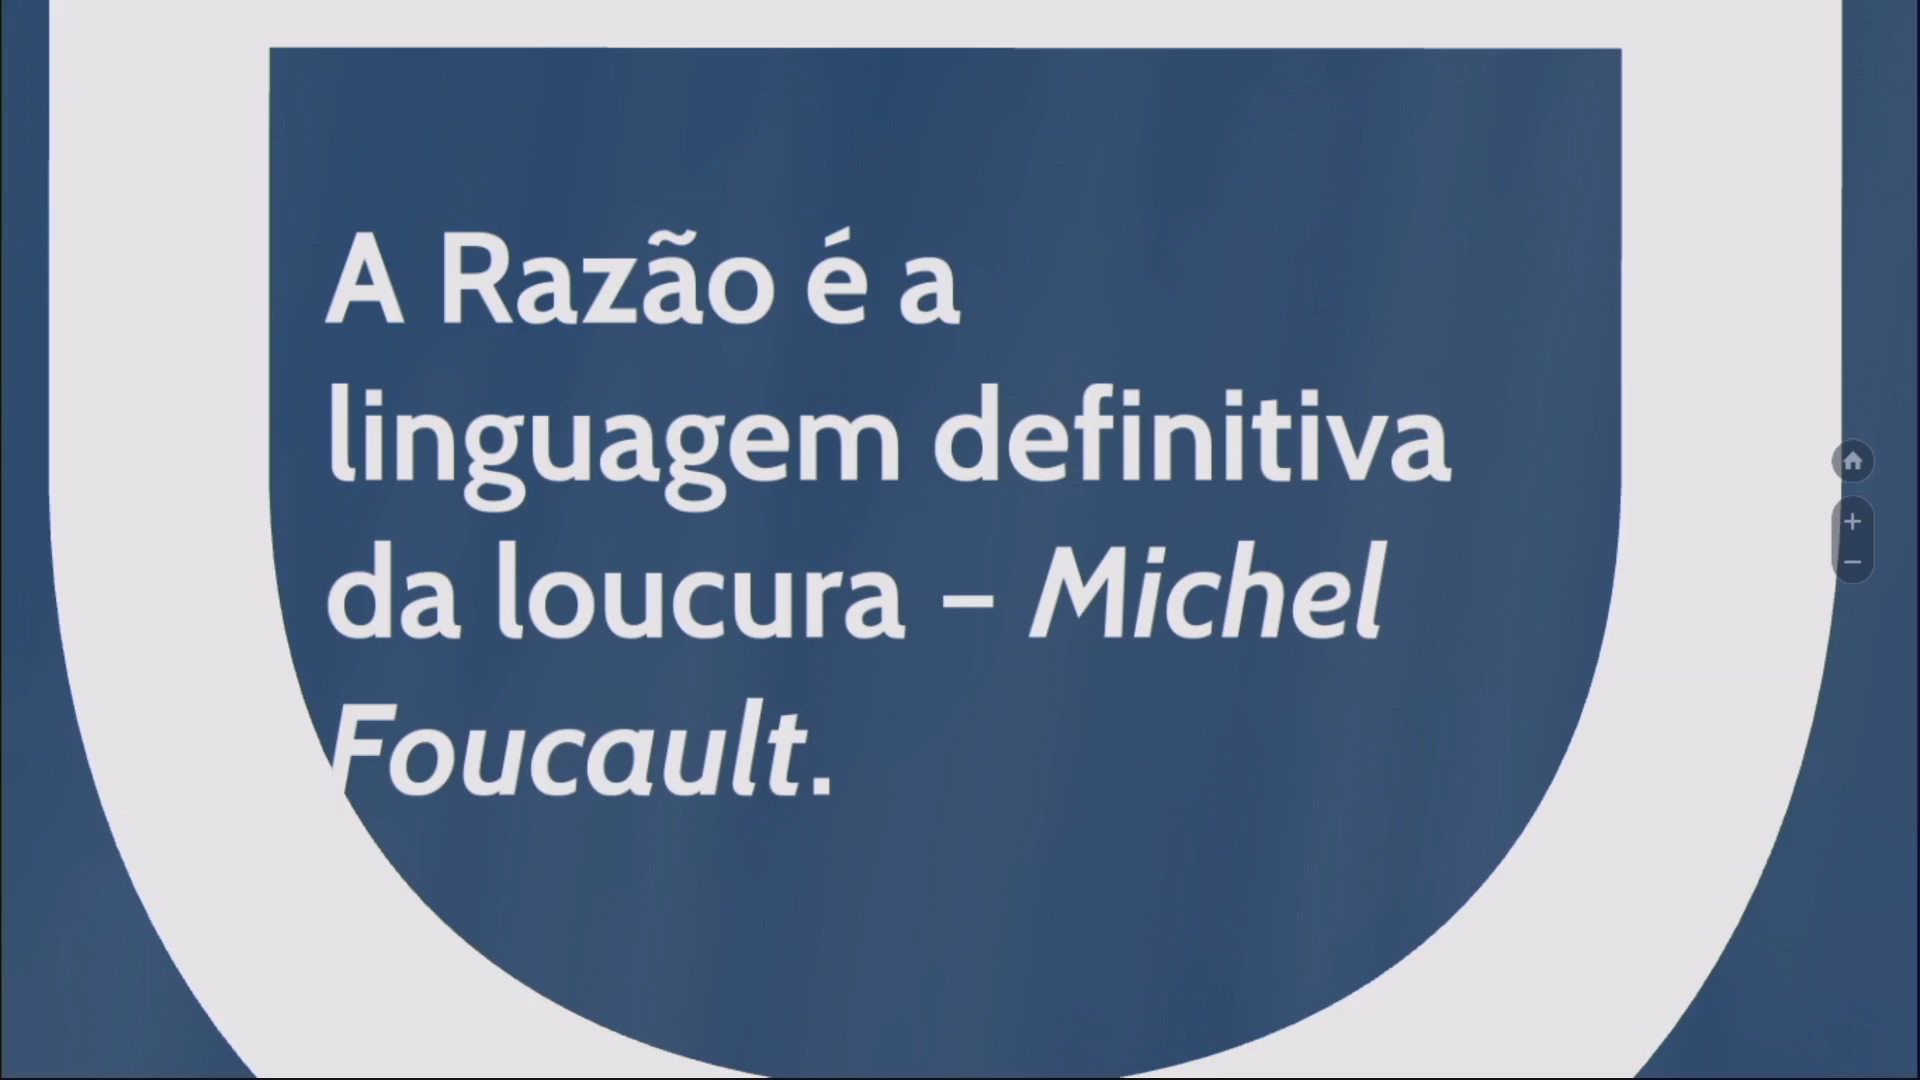 A Razão é a
linguagem definitiva
da loucura – Michel
Foucault.